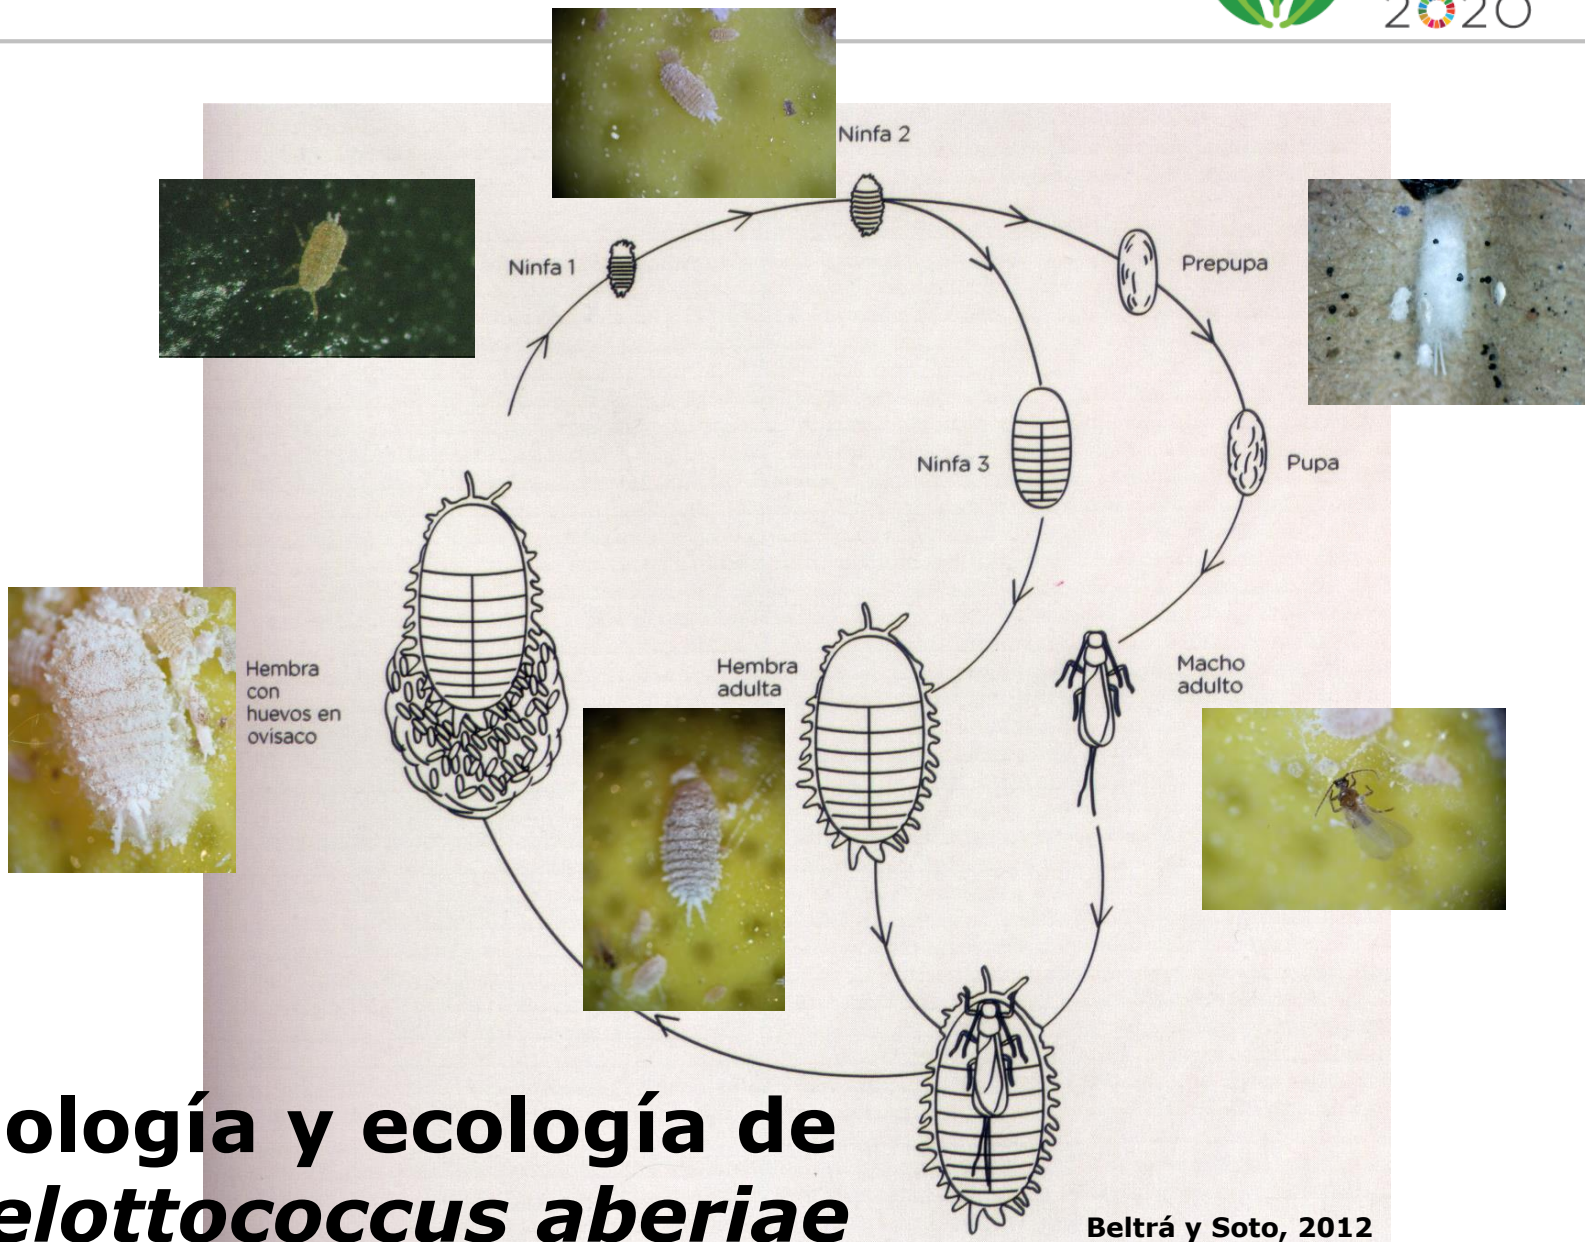 2020
Ninfa 2
Ninfa 1
Prepupa
Ninfa 3
Pupa
Hembra
con
huevos en
ovisaco
Hembra
adulta
Macho
adulto
ología y ecología de
elottococcus aberiae
Beltrá y Soto, 2012